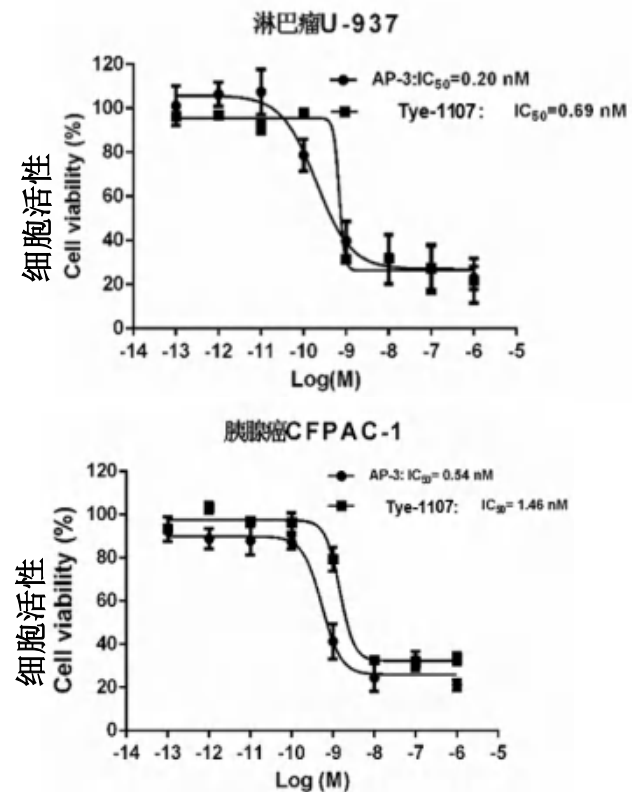 淋巴瘤U-937
AP-3:IC50=0.20 nM
Tye-1107: IC50=0.69 nM
细胞活性
Cell viability (%)
120
100
80
60
40
20
0
-14 -13 -12 -11 -10 -9 -8 -7 -6 -5
Log(M)
胰腺癌CFPAC-1
AP-3: IC50= 0.54 nM
Tye-1107: IC50= 1.46 nM
细胞活性
Cell viability (%)
120
100
80
60
40
20
0
-14 -13 -12 -11 -10 -9 -8 -7 -6 -5
Log (M)